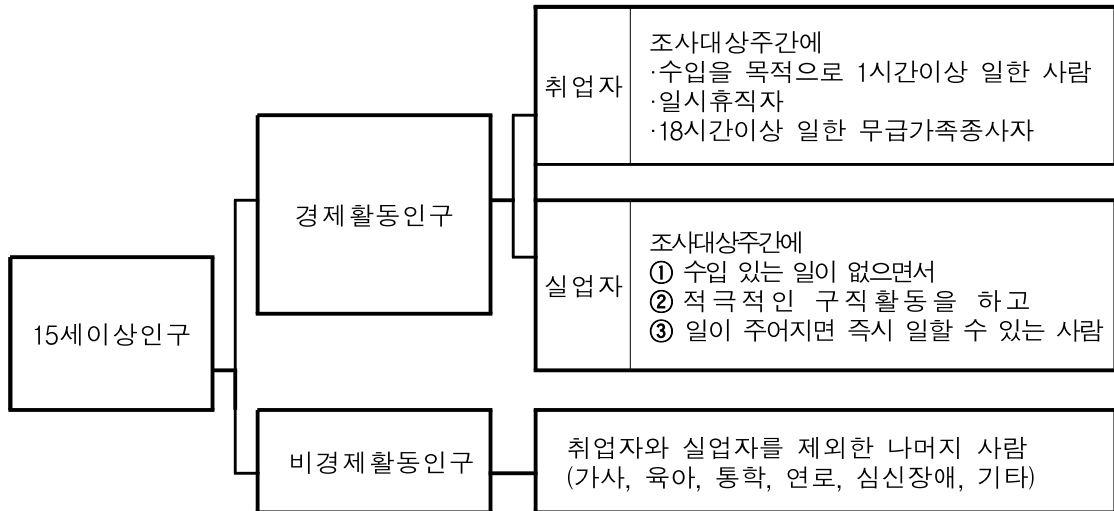 15세이상인구
경제활동인구
취업자
조사대상주간에
·수입을 목적으로 1시간이상 일한 사람
·일시휴직자
·18시간이상 일한 무급가족종사자
실업자
조사대상주간에
① 수입 있는 일이 없으면서
② 적극적인 구직활동을 하고
③ 일이 주어지면 즉시 일할 수 있는 사람
비경제활동인구
취업자와 실업자를 제외한 나머지 사람
(가사, 육아, 통학, 연로, 심신장애, 기타)